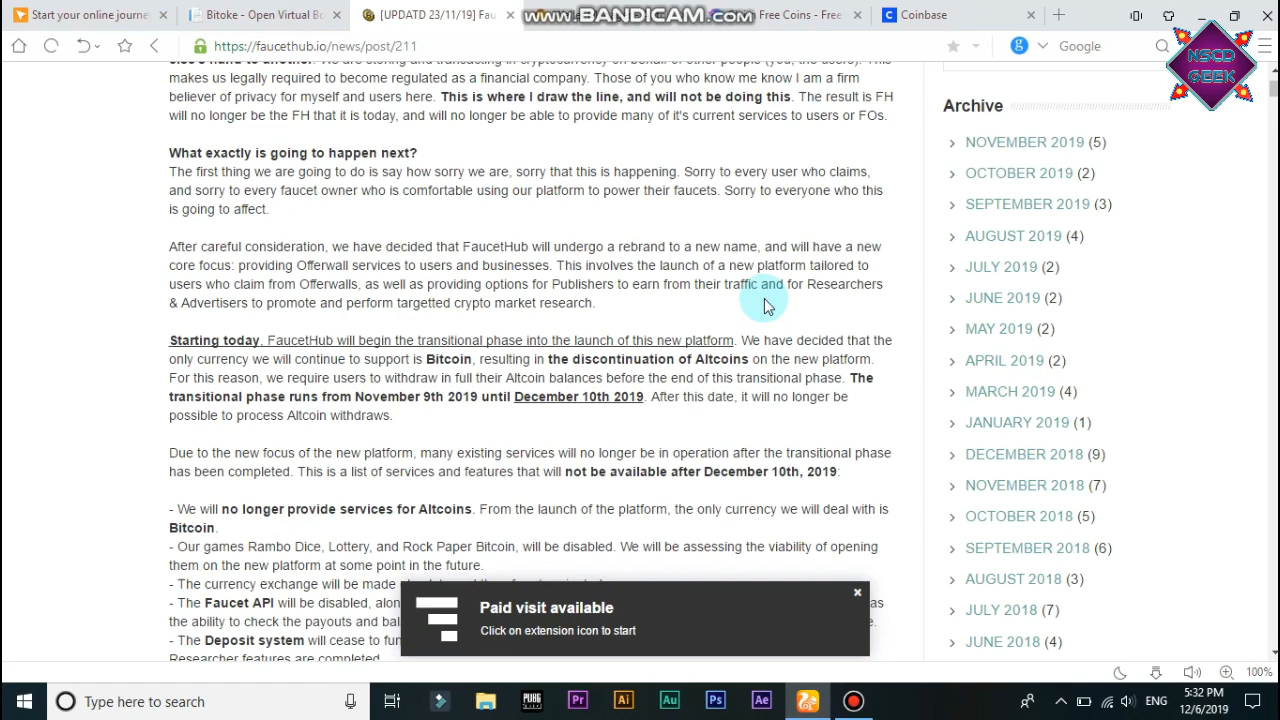 Start your online journe
Bitoke - Open Virtual Bo
[UPDATD 23/11/19] Fau
www.BANDICAM.com
Free Coins - Free
Coinbase
https://faucethub.io/news/post/211
Google
NSCD
GEEK
makes us legally required to become regulated as a financial company. Those of you who know me know I am a firm
believer of privacy for myself and users here. This is where I draw the line, and will not be doing this. The result is FH
will no longer be the FH that it is today, and will no longer be able to provide many of it's current services to users or FOs.
What exactly is going to happen next?
The first thing we are going to do is say how sorry we are, sorry that this is happening. Sorry to every user who claims,
and sorry to every faucet owner who is comfortable using our platform to power their faucets. Sorry to everyone who this
is going to affect.
After careful consideration, we have decided that FaucetHub will undergo a rebrand to a new name, and will have a new
core focus: providing Offerwall services to users and businesses. This involves the launch of a new platform tailored to
users who claim from Offerwalls, as well as providing options for Publishers to earn from their traffic and for Researchers
& Advertisers to promote and perform targetted crypto market research.
Starting today, FaucetHub will begin the transitional phase into the launch of this new platform. We have decided that the
only currency we will continue to support is Bitcoin, resulting in the discontinuation of Altcoins on the new platform.
For this reason, we require users to withdraw in full their Altcoin balances before the end of this transitional phase. The
transitional phase runs from November 9th 2019 until December 10th 2019. After this date, it will no longer be
possible to process Altcoin withdraws.
Due to the new focus of the new platform, many existing services will no longer be in operation after the transitional phase
has been completed. This is a list of services and features that will not be available after December 10th, 2019:
- We will no longer provide services for Altcoins. From the launch of the platform, the only currency we will deal with is
Bitcoin.
- Our games Rambo Dice, Lottery, and Rock Paper Bitcoin, will be disabled. We will be assessing the viability of opening
them on the new platform at some point in the future.
- The currency exchange will be made
- The Faucet API will be disabled, alon as
the ability to check the payouts and bal
- The Deposit system will cease to fun
Researcher features are completed.
Paid visit available
Click on extension icon to start
Archive
NOVEMBER 2019 (5)
OCTOBER 2019 (2)
SEPTEMBER 2019 (3)
AUGUST 2019 (4)
JULY 2019 (2)
JUNE 2019 (2)
MAY 2019 (2)
APRIL 2019 (2)
MARCH 2019 (4)
JANUARY 2019 (1)
DECEMBER 2018 (9)
NOVEMBER 2018 (7)
OCTOBER 2018 (5)
SEPTEMBER 2018 (6)
AUGUST 2018 (3)
JULY 2018 (7)
JUNE 2018 (4)
100%
Type here to search
ENG
5:32 PM
12/6/2019